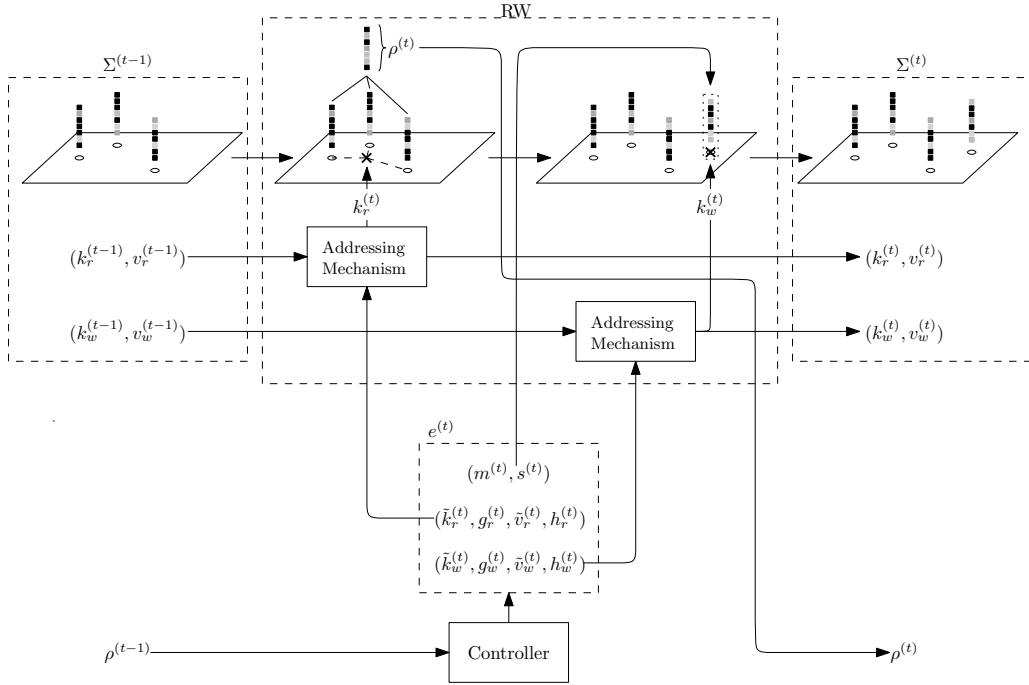 RW
Σ^{(t-1)}
ρ^{(t)}
Σ^{(t)}
k_r^{(t)}
k_w^{(t)}
(k_r^{(t-1)}, v_r^{(t-1)})
Addressing
Mechanism
(k_r^{(t)}, v_r^{(t)})
(k_w^{(t-1)}, v_w^{(t-1)})
Addressing
Mechanism
(k_w^{(t)}, v_w^{(t)})
e^{(t)}
(m^{(t)}, s^{(t)})
(k̃_r^{(t)}, g_r^{(t)}, ṽ_r^{(t)}, h_r^{(t)})
(k̃_w^{(t)}, g_w^{(t)}, ṽ_w^{(t)}, h_w^{(t)})
ρ^{(t-1)}
Controller
ρ^{(t)}